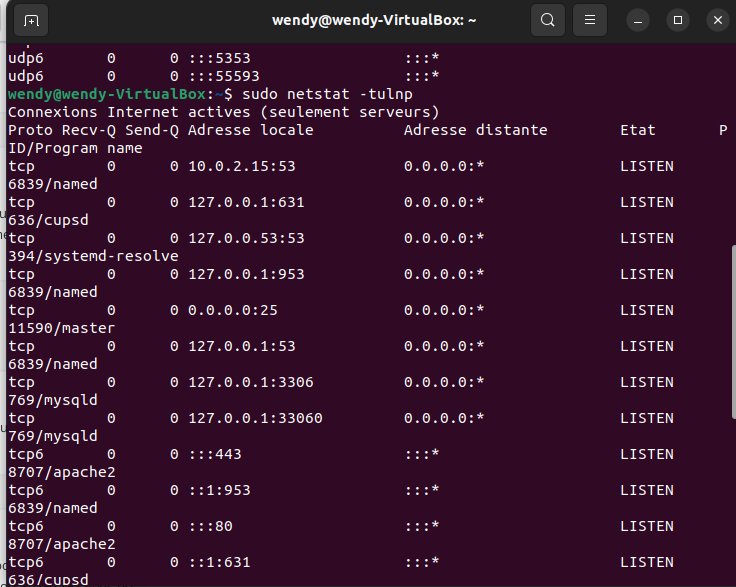 wendy@wendy-VirtualBox: ~
udp6 0 0 :::5353 :::*
udp6 0 0 :::55593 :::*
wendy@wendy-VirtualBox:~$ sudo netstat -tulnp
Connexions Internet actives (seulement serveurs)
Proto Recv-Q Send-Q Adresse locale Adresse distante Etat P
ID/Program name
tcp 0 0 10.0.2.15:53 0.0.0.0:* LISTEN
6839/named
tcp 0 0 127.0.0.1:631 0.0.0.0:* LISTEN
636/cupsd
tcp 0 0 127.0.0.53:53 0.0.0.0:* LISTEN
394/systemd-resolve
tcp 0 0 127.0.0.1:953 0.0.0.0:* LISTEN
6839/named
tcp 0 0 0.0.0.0:25 0.0.0.0:* LISTEN
11590/master
tcp 0 0 127.0.0.1:53 0.0.0.0:* LISTEN
6839/named
tcp 0 0 127.0.0.1:3306 0.0.0.0:* LISTEN
769/mysqld
tcp 0 0 127.0.0.1:33060 0.0.0.0:* LISTEN
769/mysqld
tcp6 0 0 :::443 :::* LISTEN
8707/apache2
tcp6 0 0 ::1:953 :::* LISTEN
6839/named
tcp6 0 0 :::80 :::* LISTEN
8707/apache2
tcp6 0 0 ::1:631 :::* LISTEN
636/cupsd